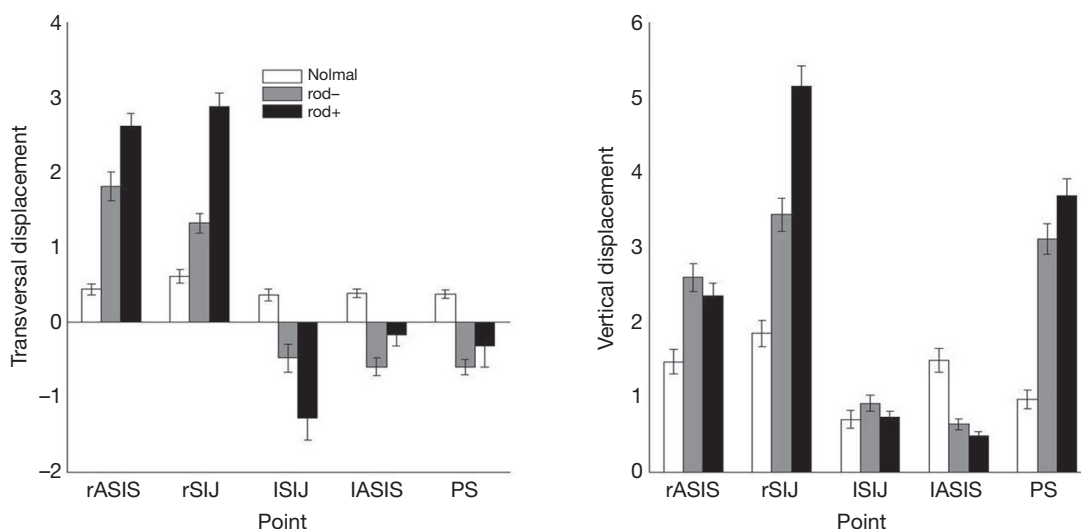 Transversal displacement
4
3
2
1
0
−1
−2
Nolmal
rod−
rod+
rASIS rSIJ lSIJ lASIS PS
Point
Vertical displacement
6
5
4
3
2
1
0
rASIS rSIJ lSIJ lASIS PS
Point